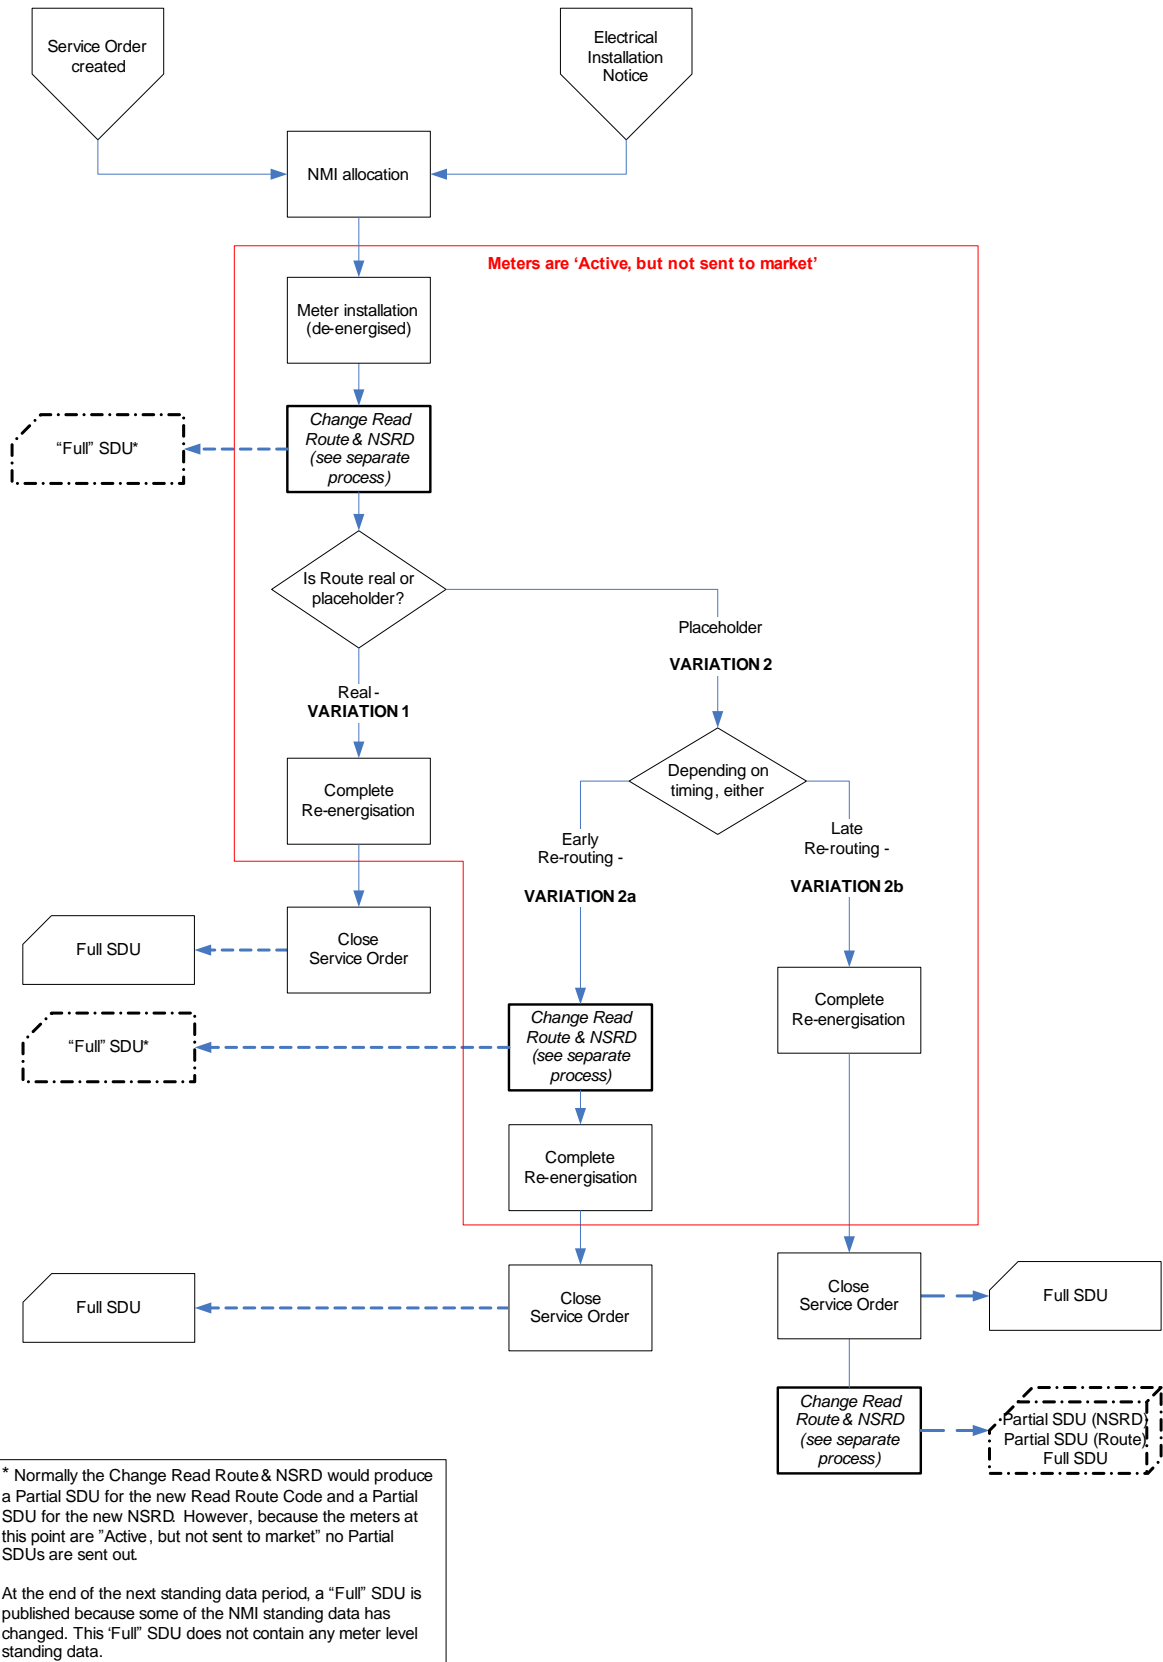 Service Order
created
Electrical
Installation
Notice
NMI allocation
Meters are ‘Active, but not sent to market’
Meter installation
(de-energised)
Change Read
Route & NSRD
(see separate
process)
“Full” SDU*
Is Route real or
placeholder?
Placeholder
VARIATION 2
Real -
VARIATION 1
Depending on
timing, either
Complete
Re-energisation
Early
Re-routing -
VARIATION 2a
Late
Re-routing -
VARIATION 2b
Close
Service Order
Full SDU
Complete
Re-energisation
Change Read
Route & NSRD
(see separate
process)
“Full” SDU*
Complete
Re-energisation
Close
Service Order
Full SDU
Close
Service Order
Full SDU
Change Read
Route & NSRD
(see separate
process)
Partial SDU (NSRD)
Partial SDU (Route)
Full SDU
* Normally the Change Read Route & NSRD would produce
a Partial SDU for the new Read Route Code and a Partial
SDU for the new NSRD. However, because the meters at
this point are ”Active, but not sent to market” no Partial
SDUs are sent out.
At the end of the next standing data period, a “Full” SDU is
published because some of the NMI standing data has
changed. This ‘Full” SDU does not contain any meter level
standing data.